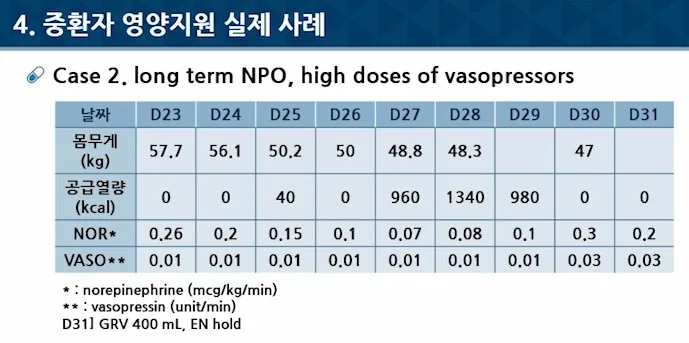 4. 중환자 영양지원 실제 사례
Case 2. long term NPO, high doses of vasopressors
날짜 D23 D24 D25 D26 D27 D28 D29 D30 D31
몸무게 (kg) 57.7 56.1 50.2 50 48.8 48.3 47
공급열량 (kcal) 0 0 40 0 960 1340 980 0 0
NOR* 0.26 0.2 0.15 0.1 0.07 0.08 0.1 0.3 0.2
VASO** 0.01 0.01 0.01 0.01 0.01 0.01 0.01 0.03 0.03
* : norepinephrine (mcg/kg/min)
** : vasopressin (unit/min)
D31] GRV 400 mL, EN hold